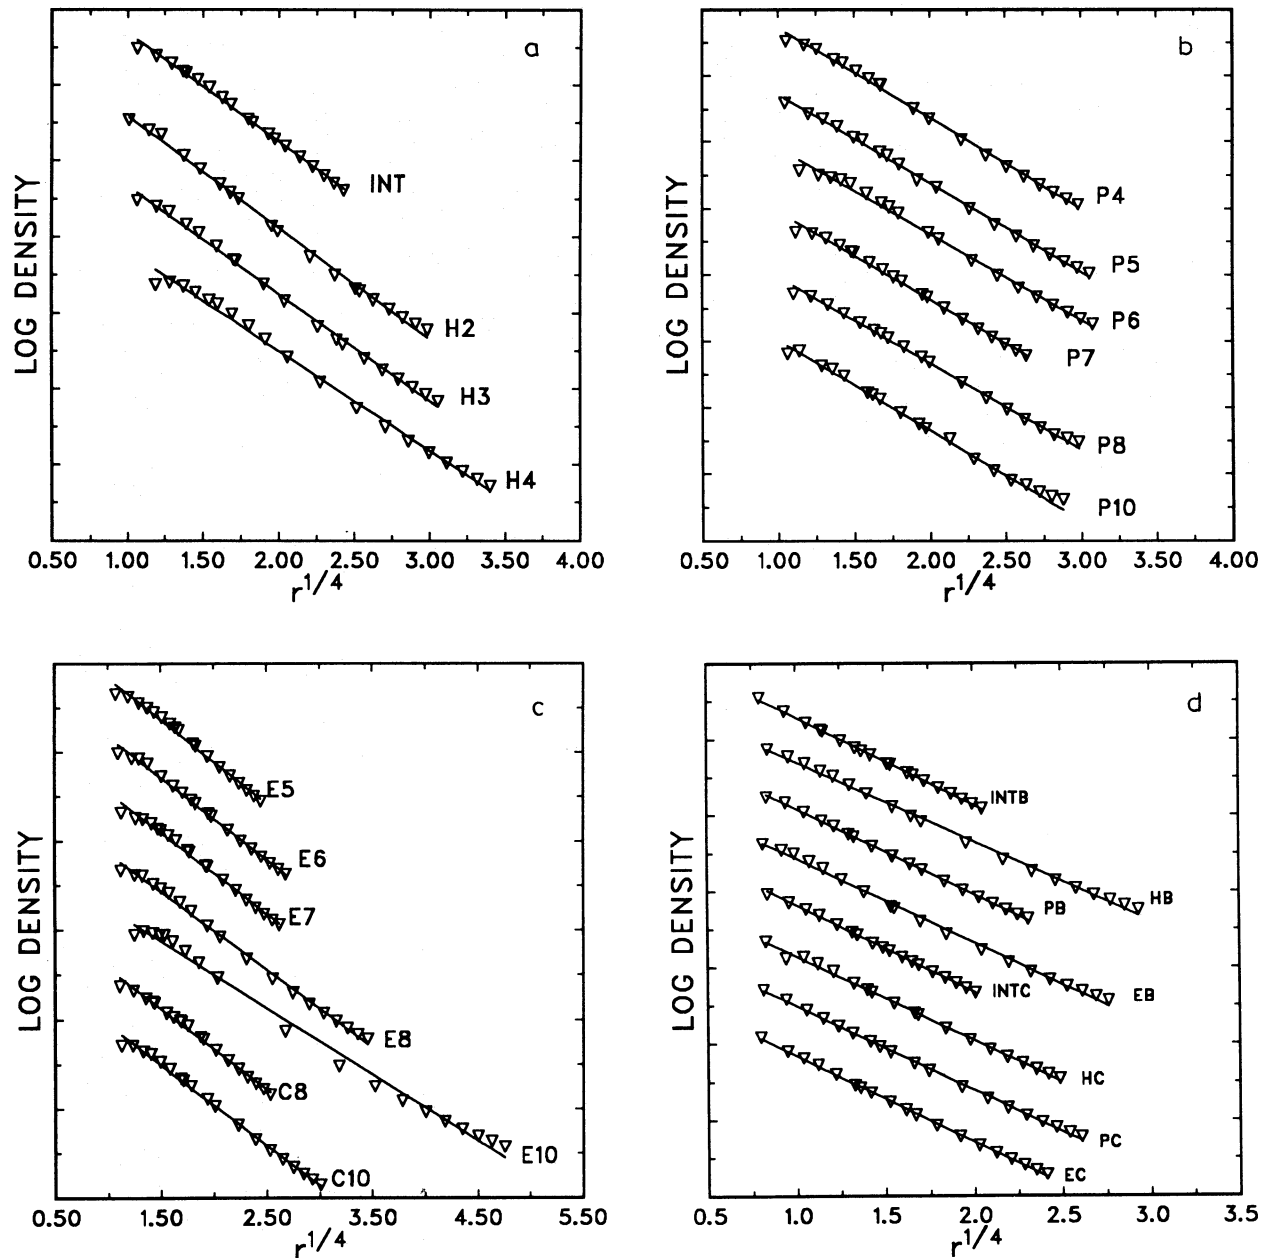 a
LOG DENSITY
INT
H2
H3
H4
0.50 1.00 1.50 2.00 2.50 3.00 3.50 4.00
r1/4
b
LOG DENSITY
P4
P5
P6
P7
P8
P10
0.50 1.00 1.50 2.00 2.50 3.00 3.50 4.00
r1/4
c
LOG DENSITY
E5
E6
E7
E8
C8
E10
C10
0.50 1.50 2.50 3.50 4.50 5.50
r1/4
d
LOG DENSITY
INTB
HB
PB
EB
INTC
HC
PC
EC
0.5 1.0 1.5 2.0 2.5 3.0 3.5
r1/4